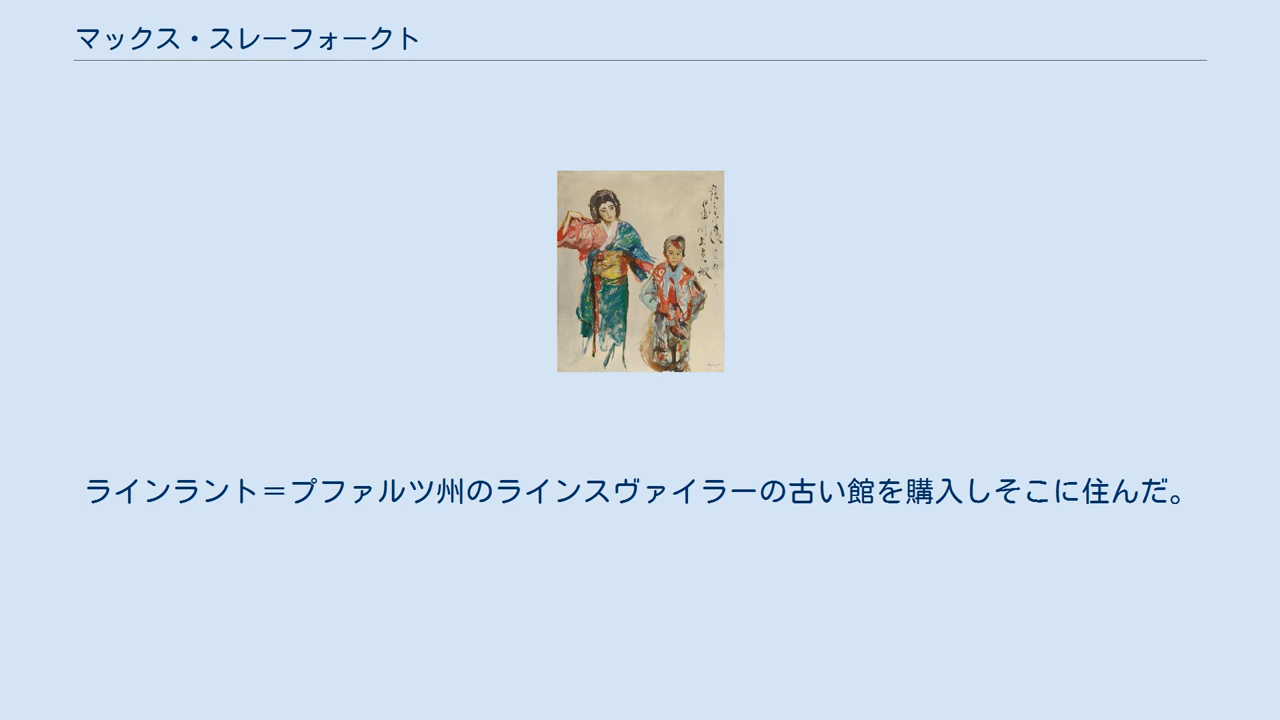 マックス・スレーフォークト
ラインラント＝プファルツ州のラインスヴァイラーの古い館を購入しそこに住んだ。